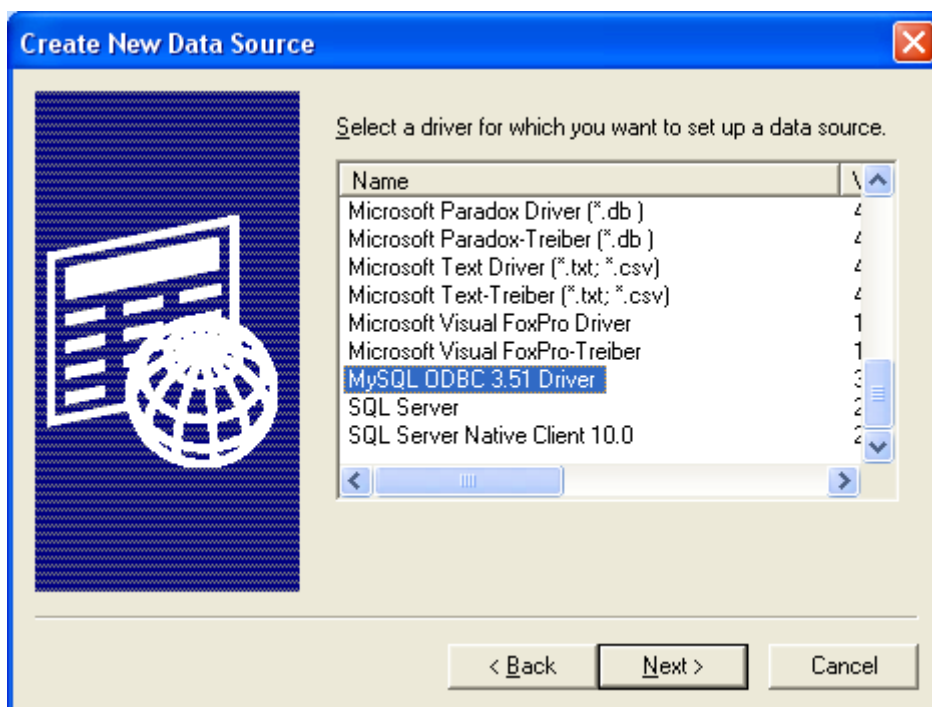 Create New Data Source
Select a driver for which you want to set up a data source.
Name
Microsoft Paradox Driver (*.db )
Microsoft Paradox-Treiber (*.db )
Microsoft Text Driver (*.txt; *.csv)
Microsoft Text-Treiber (*.txt; *.csv)
Microsoft Visual FoxPro Driver
Microsoft Visual FoxPro-Treiber
MySQL ODBC 3.51 Driver
SQL Server
SQL Server Native Client 10.0
< Back Next > Cancel